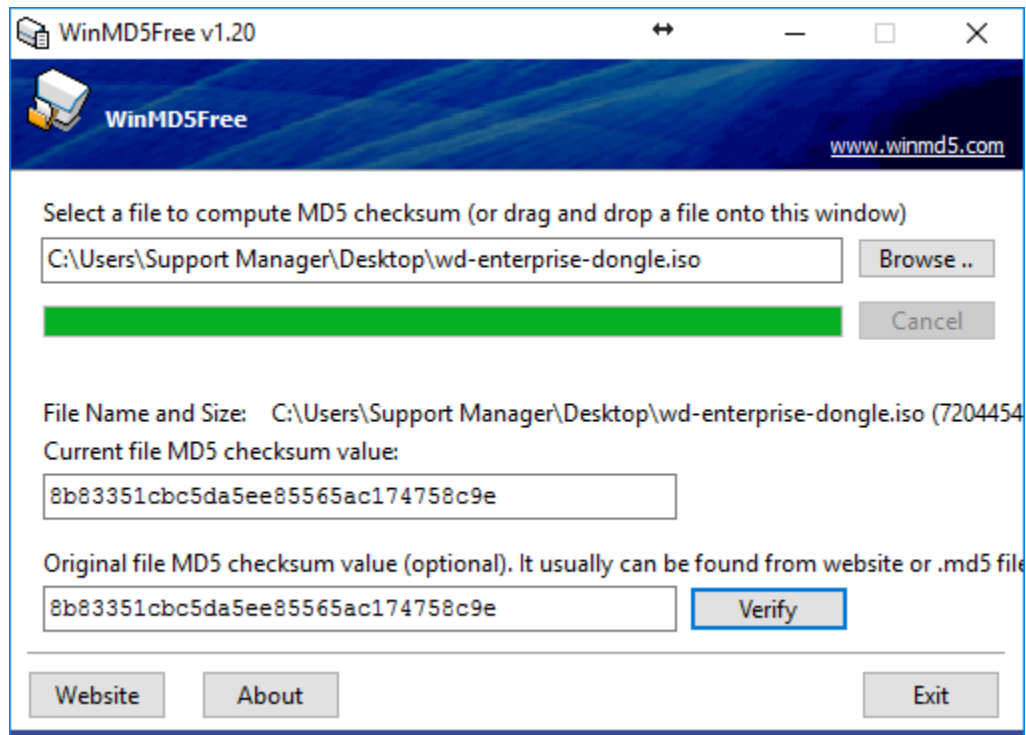 WinMD5Free v1.20
WinMD5Free
www.winmd5.com
Select a file to compute MD5 checksum (or drag and drop a file onto this window)
C:\Users\Support Manager\Desktop\wd-enterprise-dongle.iso Browse ..
Cancel
File Name and Size: C:\Users\Support Manager\Desktop\wd-enterprise-dongle.iso (7204454
Current file MD5 checksum value:
8b83351cbc5da5ee85565ac174758c9e
Original file MD5 checksum value (optional). It usually can be found from website or .md5 file
8b83351cbc5da5ee85565ac174758c9e Verify
Website About Exit